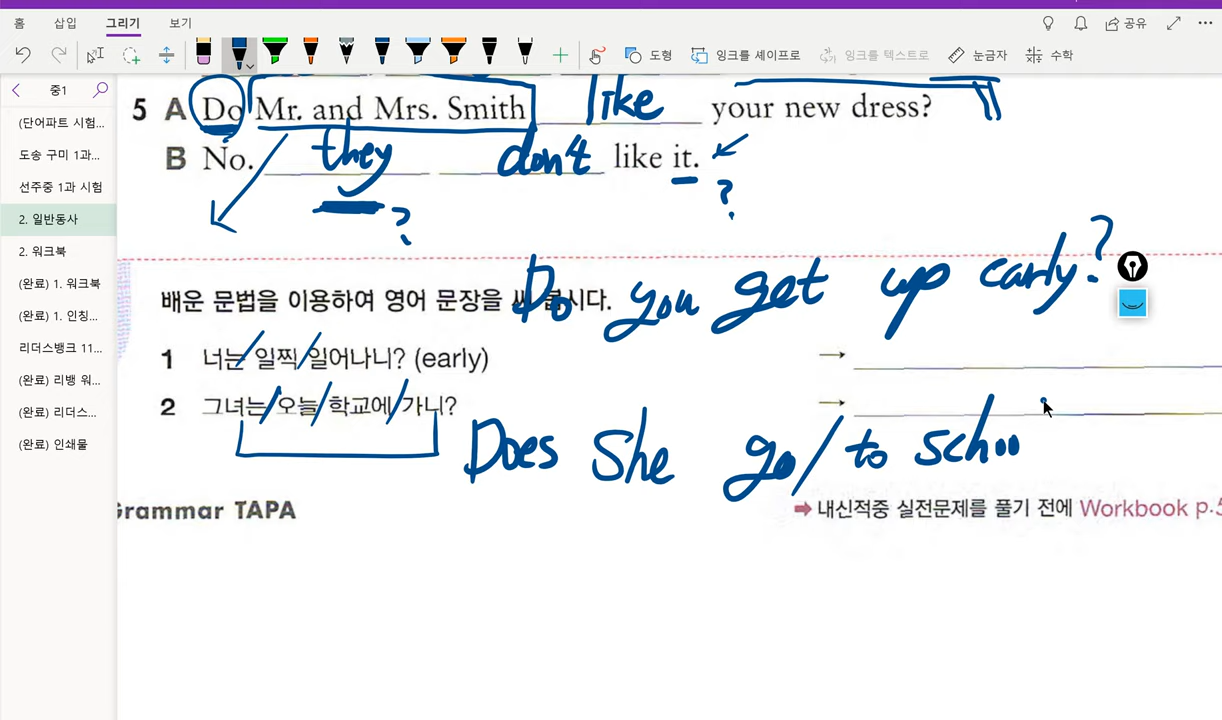 홈 삽입 그리기 보기 공유
도형 잉크를 셰이프로 잉크를 텍스트로 눈금자 수학
중1
(단어파트 시험...
도송 구미 1과...
선주중 1과 시험
2. 일반동사
2. 워크북
(완료) 1. 워크북
(완료) 1. 인칭...
리더스뱅크 11...
(완료) 리뱅 워...
(완료) 리더스...
(완료) 인쇄물
5 A Do Mr. and Mrs. Smith like your new dress?
?
B No. they don't like it.
? ?
Do you get up early?
배운 문법을 이용하여 영어 문장을 써 봅시다.
1 너는/일찍/일어나니? (early) →
2 그녀는/오늘/학교에/가니? →
Does she go/to schoo
Grammar TAPA ➡ 내신적중 실전문제를 풀기 전에 Workbook p.5